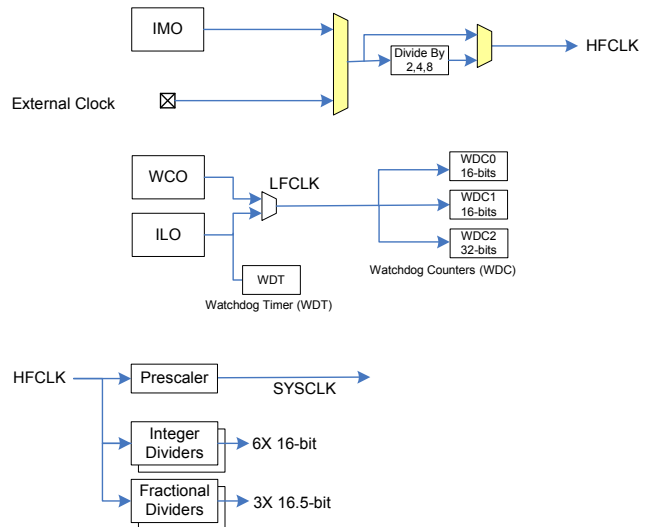 IMO
Divide By
2,4,8
HFCLK
External Clock
WCO
LFCLK
WDC0
16-bits
WDC1
16-bits
ILO
WDC2
32-bits
WDT
Watchdog Counters (WDC)
Watchdog Timer (WDT)
HFCLK
Prescaler
SYSCLK
Integer
Dividers
6X 16-bit
Fractional
Dividers
3X 16.5-bit